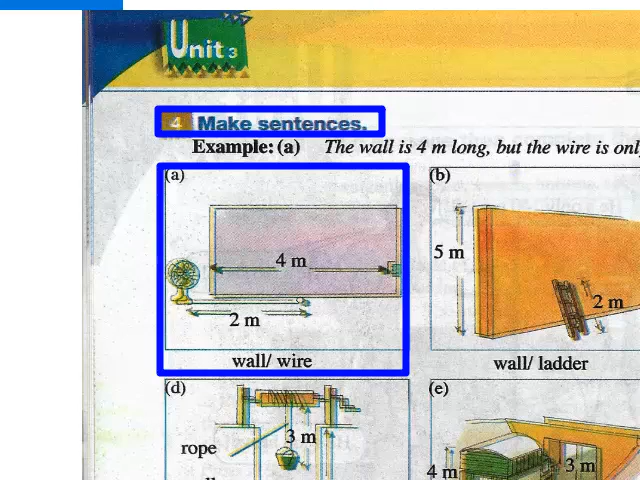 Unit 3
4 Make sentences.
Example: (a) The wall is 4 m long, but the wire is only
(a)
(b)
4 m
5 m
2 m
2 m
wall/ wire
wall/ ladder
(d)
(e)
rope
3 m
4 m
3 m